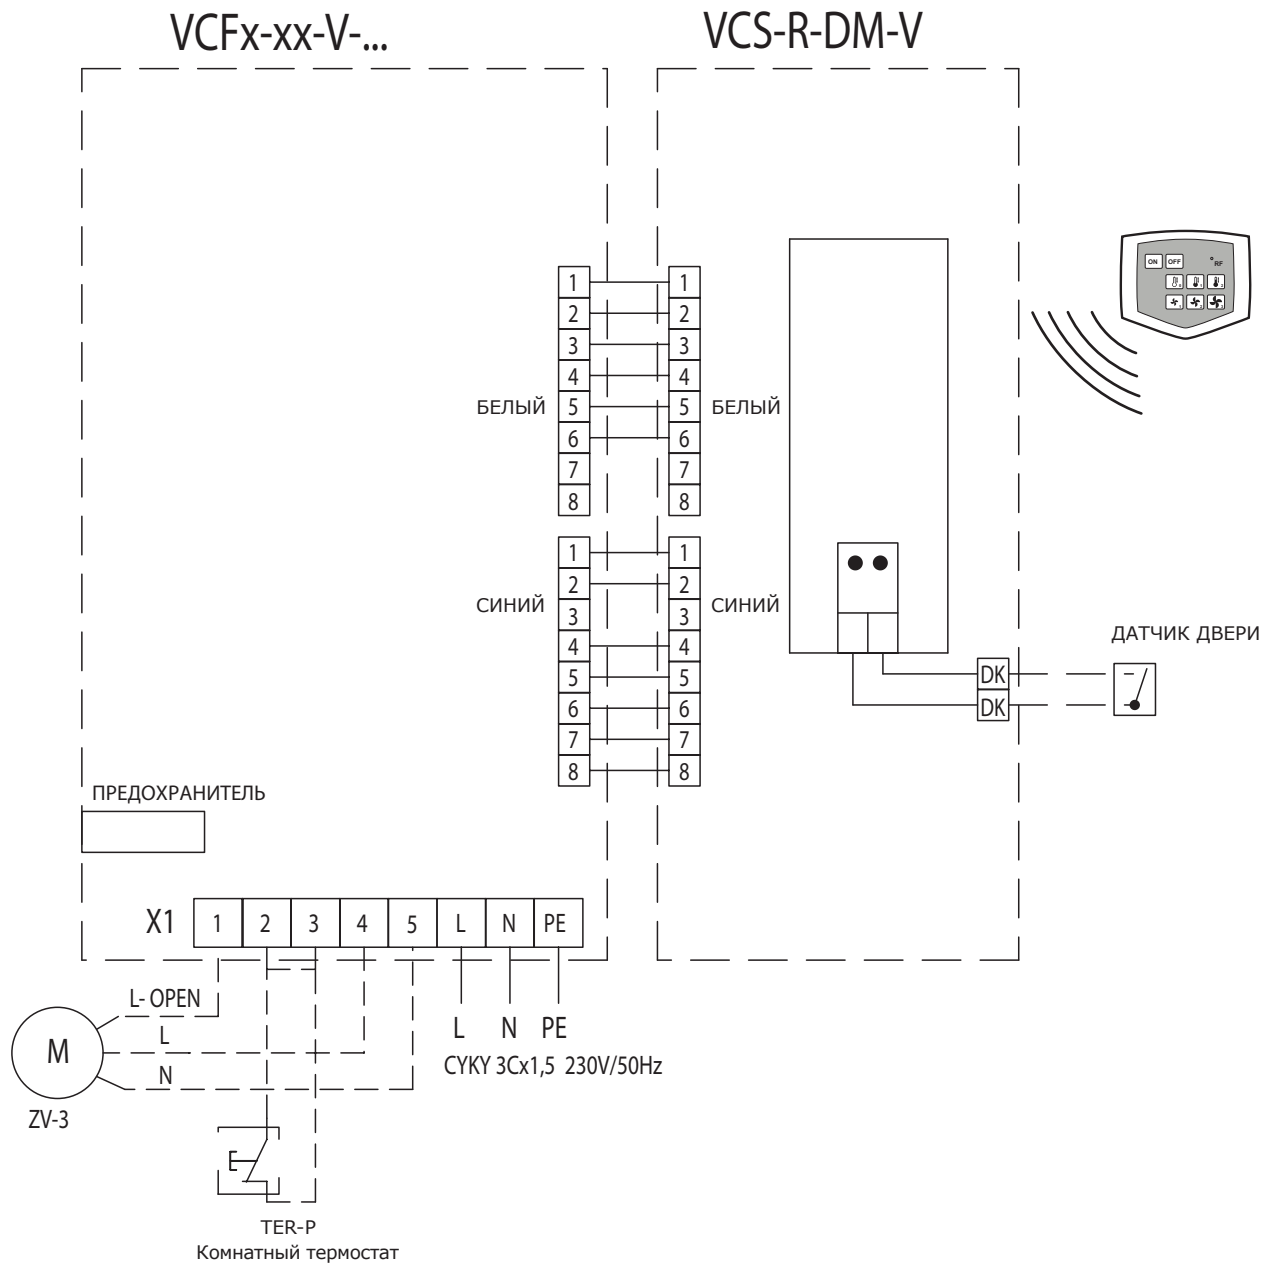 VCFx-xx-V-...
VCS-R-DM-V
ON OFF RF
1 1
2 2
3 3
4 4
БЕЛЫЙ 5 5 БЕЛЫЙ
6 6
7 7
8 8
1 1
2 2
СИНИЙ 3 3 СИНИЙ
4 4
5 5
6 6
7 7
8 8
DK
DK
ДАТЧИК ДВЕРИ
ПРЕДОХРАНИТЕЛЬ
X1 1 2 3 4 5 L N PE
L- OPEN
L
N
M
ZV-3
L N PE
CYKY 3Cx1,5 230V/50Hz
TER-P
Комнатный термостат